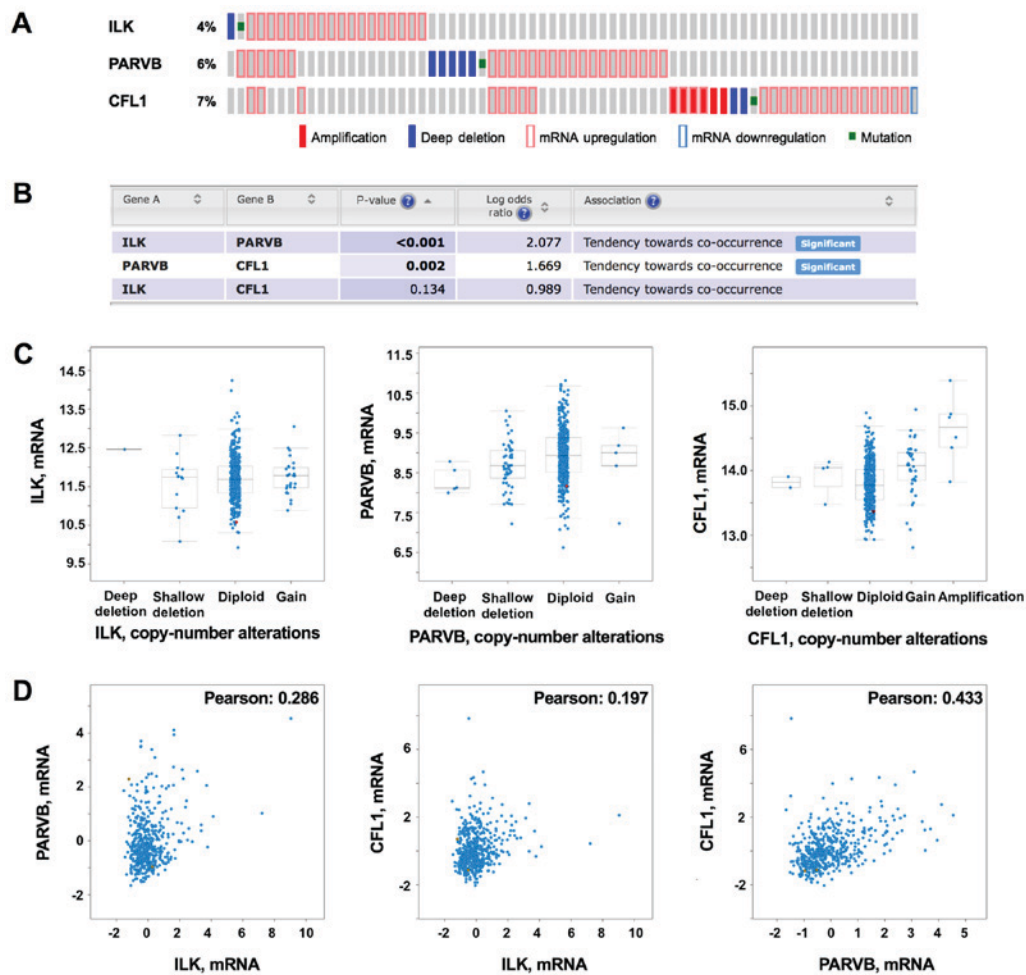 A
ILK 4%
PARVB 6%
CFL1 7%
Amplification Deep deletion mRNA upregulation mRNA downregulation Mutation
B
Gene A Gene B P-value ? Log odds ratio ? Association ?
ILK PARVB <0.001 2.077 Tendency towards co-occurrence Significant
PARVB CFL1 0.002 1.669 Tendency towards co-occurrence Significant
ILK CFL1 0.134 0.989 Tendency towards co-occurrence
C
ILK, mRNA
14.5
13.5
12.5
11.5
10.5
9.5
Deep deletion Shallow deletion Diploid Gain
ILK, copy-number alterations
PARVB, mRNA
11.5
10.5
9.5
8.5
7.5
6.5
Deep deletion Shallow deletion Diploid Gain
PARVB, copy-number alterations
CFL1, mRNA
15.0
14.0
13.0
Deep deletion Shallow deletion Diploid Gain Amplification
CFL1, copy-number alterations
D
Pearson: 0.286
PARVB, mRNA
4
2
0
-2
-2 0 2 4 6 8 10
ILK, mRNA
Pearson: 0.197
CFL1, mRNA
6
2
-2
-2 0 2 4 6 8 10
ILK, mRNA
Pearson: 0.433
CFL1, mRNA
6
2
-2
-2 -1 0 1 2 3 4 5
PARVB, mRNA